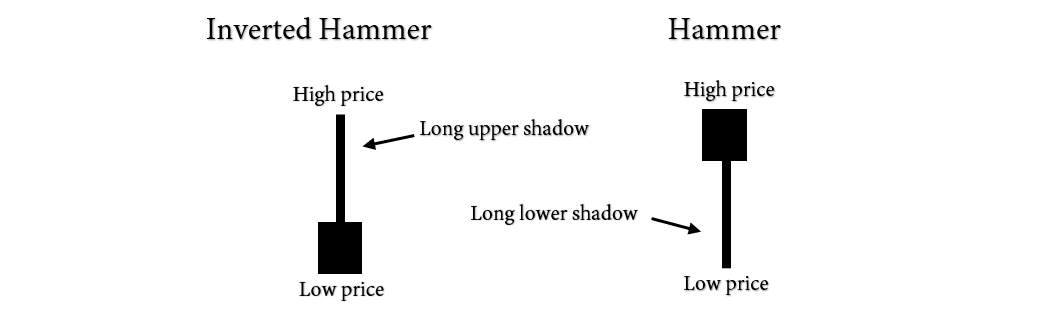 Inverted Hammer
Hammer
High price
High price
Long upper shadow
Long lower shadow
Low price
Low price